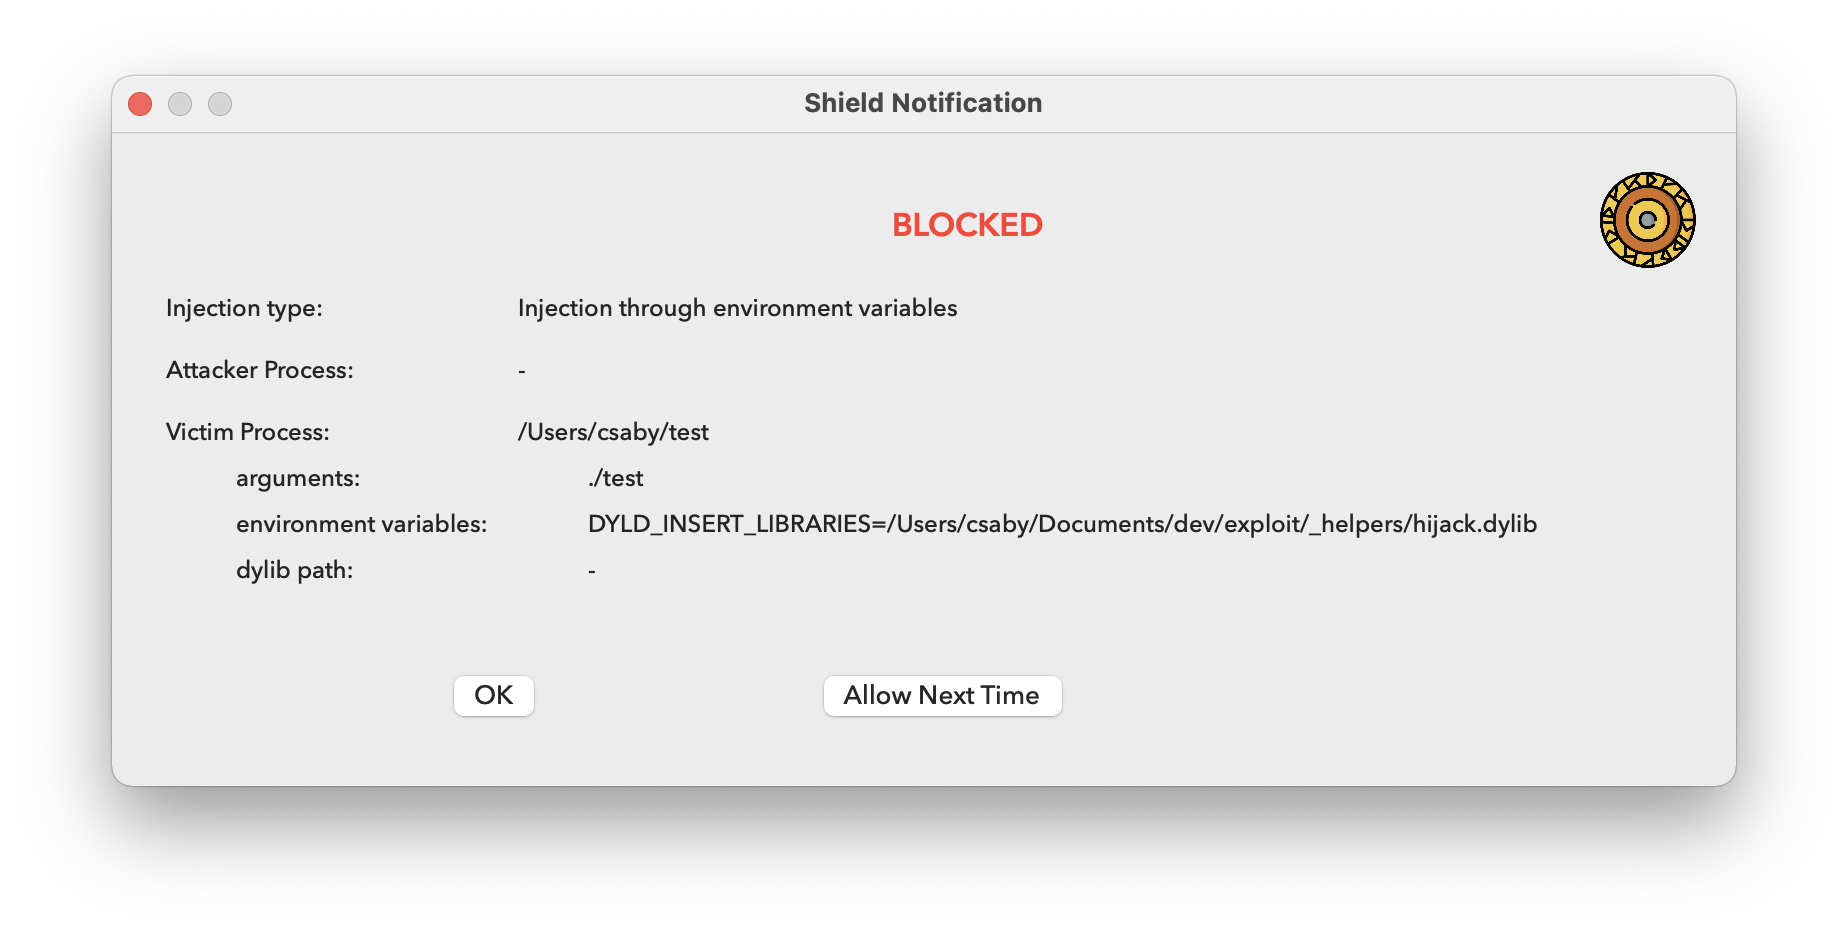 Shield Notification
BLOCKED
Injection type: Injection through environment variables
Attacker Process: -
Victim Process: /Users/csaby/test
arguments: ./test
environment variables: DYLD_INSERT_LIBRARIES=/Users/csaby/Documents/dev/exploit/_helpers/hijack.dylib
dylib path: -
OK Allow Next Time